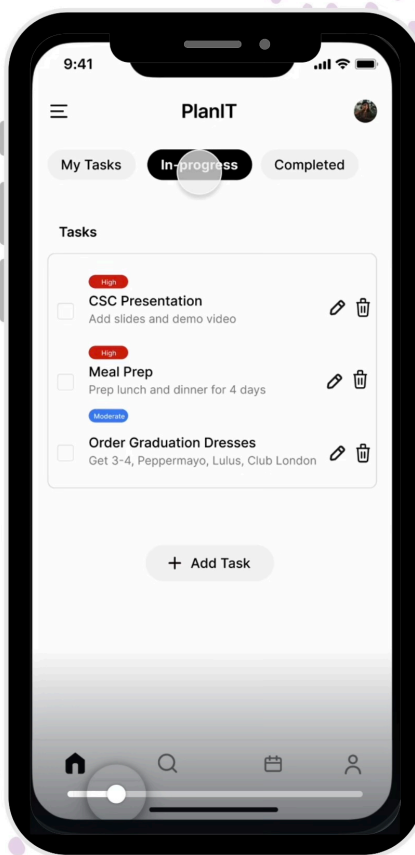 9:41
PlanIT
My Tasks
In-progress
Completed
Tasks
High
CSC Presentation
Add slides and demo video
High
Meal Prep
Prep lunch and dinner for 4 days
Moderate
Order Graduation Dresses
Get 3-4, Peppermayo, Lulus, Club London
+ Add Task